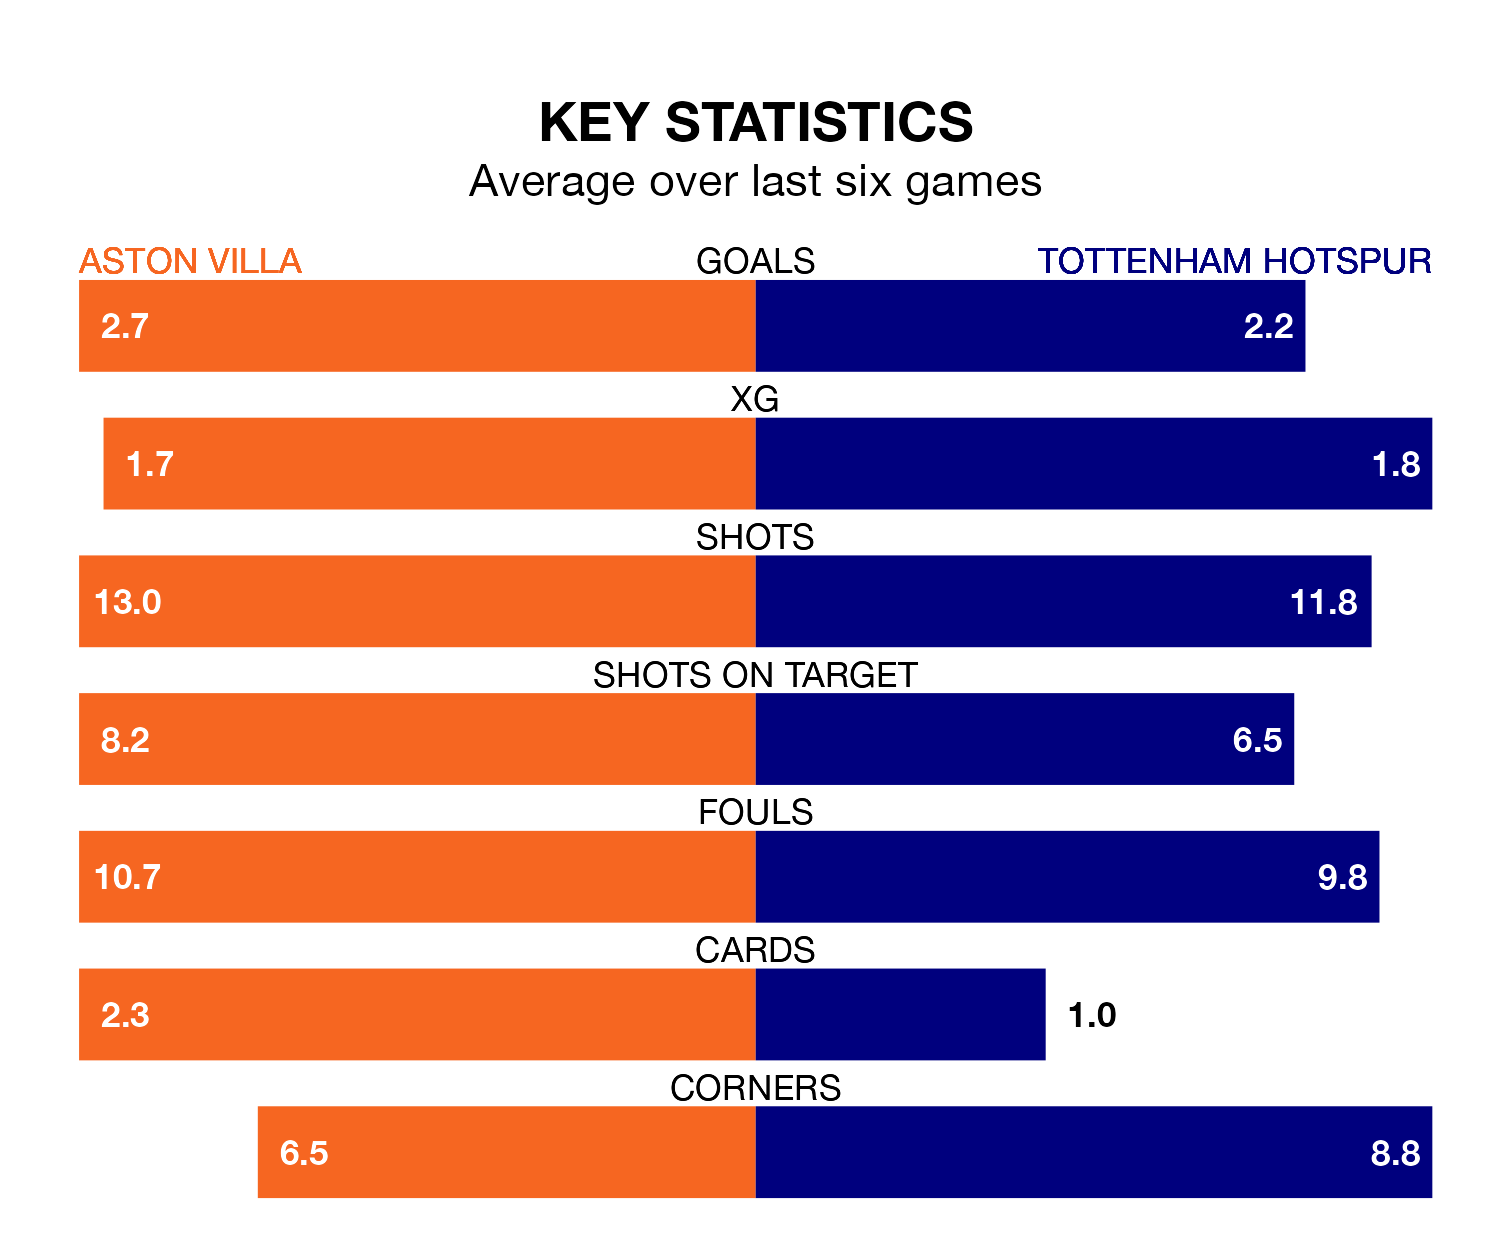 KEY STATISTICS
Average over last six games
ASTON VILLA GOALS TOTTENHAM HOTSPUR
2.7 2.2
XG
1.7 1.8
SHOTS
13.0 11.8
SHOTS ON TARGET
8.2 6.5
FOULS
10.7 9.8
CARDS
2.3 1.0
CORNERS
6.5 8.8